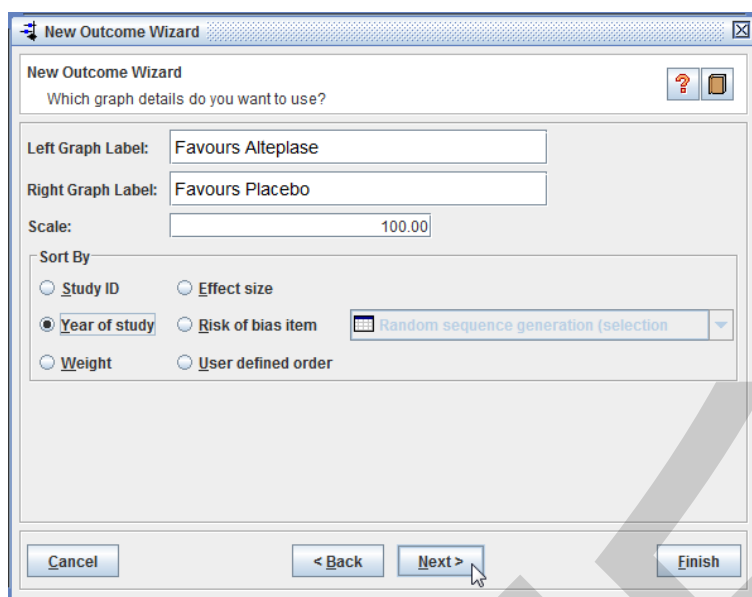 New Outcome Wizard
New Outcome Wizard
Which graph details do you want to use?
Left Graph Label: Favours Alteplase
Right Graph Label: Favours Placebo
Scale: 100.00
Sort By
Study ID Effect size
Year of study Risk of bias item Random sequence generation (selection
Weight User defined order
Cancel < Back Next > Finish